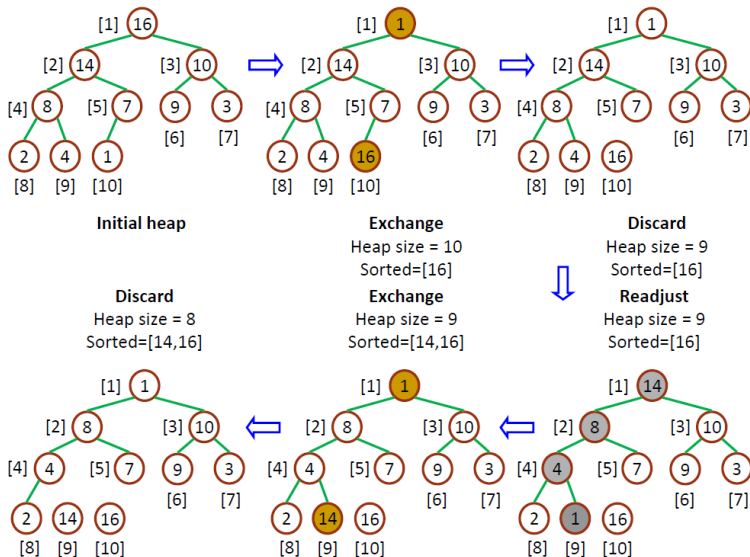 [1] 16 [1] 1 [1] 1
[2] 14 [3] 10 [2] 14 [3] 10 [2] 14 [3] 10
[4] 8 [5] 7 9 3 [4] 8 [5] 7 9 3 [4] 8 [5] 7 9 3
[6] [7] [6] [7] [6] [7]
2 4 1 2 4 16 2 4 16
[8] [9] [10] [8] [9] [10] [8] [9] [10]
Initial heap Exchange Discard
Heap size = 10 Heap size = 9
Sorted=[16] Sorted=[16]
Discard Exchange Readjust
Heap size = 8 Heap size = 9 Heap size = 9
Sorted=[14,16] Sorted=[14,16] Sorted=[16]
[1] 1 [1] 1 [1] 14
[2] 8 [3] 10 [2] 8 [3] 10 [2] 8 [3] 10
[4] 4 [5] 7 9 3 [4] 4 [5] 7 9 3 [4] 4 [5] 7 9 3
[6] [7] [6] [7] [6] [7]
2 14 16 2 14 16 2 1 16
[8] [9] [10] [8] [9] [10] [8] [9] [10]